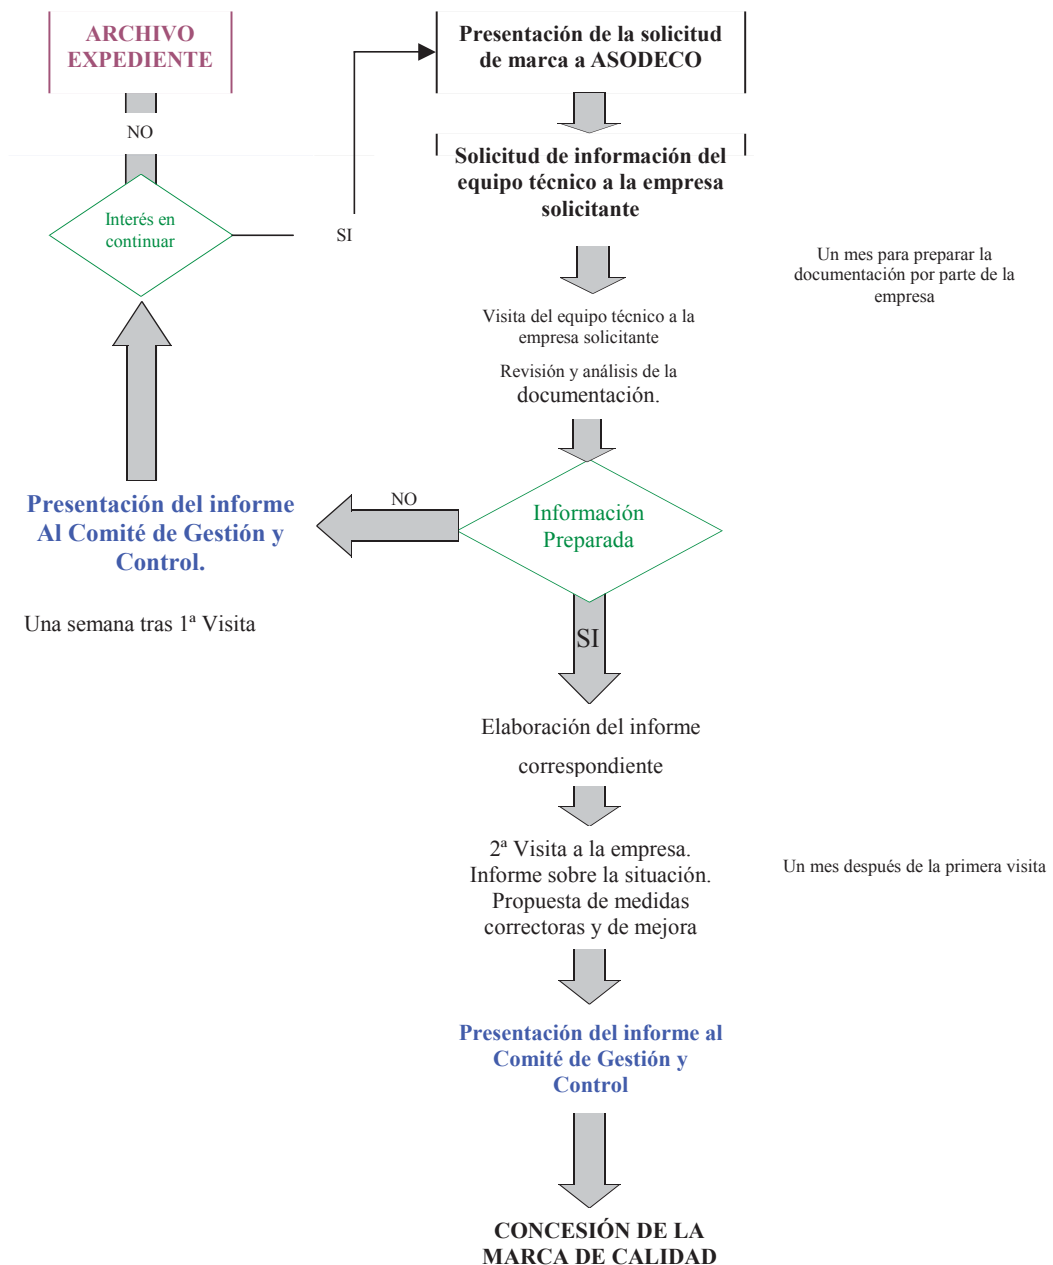 ARCHIVO
EXPEDIENTE
Presentación de la solicitud
de marca a ASODECO
NO
Solicitud de información del
equipo técnico a la empresa
solicitante
Interés en
continuar
SI
Un mes para preparar la
documentación por parte de la
empresa
Visita del equipo técnico a la
empresa solicitante
Revisión y análisis de la
documentación.
Presentación del informe
Al Comité de Gestión y
Control.
NO
Información
Preparada
Una semana tras 1ª Visita
SI
Elaboración del informe
correspondiente
2ª Visita a la empresa.
Informe sobre la situación.
Propuesta de medidas
correctoras y de mejora
Un mes después de la primera visita
Presentación del informe al
Comité de Gestión y
Control
CONCESIÓN DE LA
MARCA DE CALIDAD